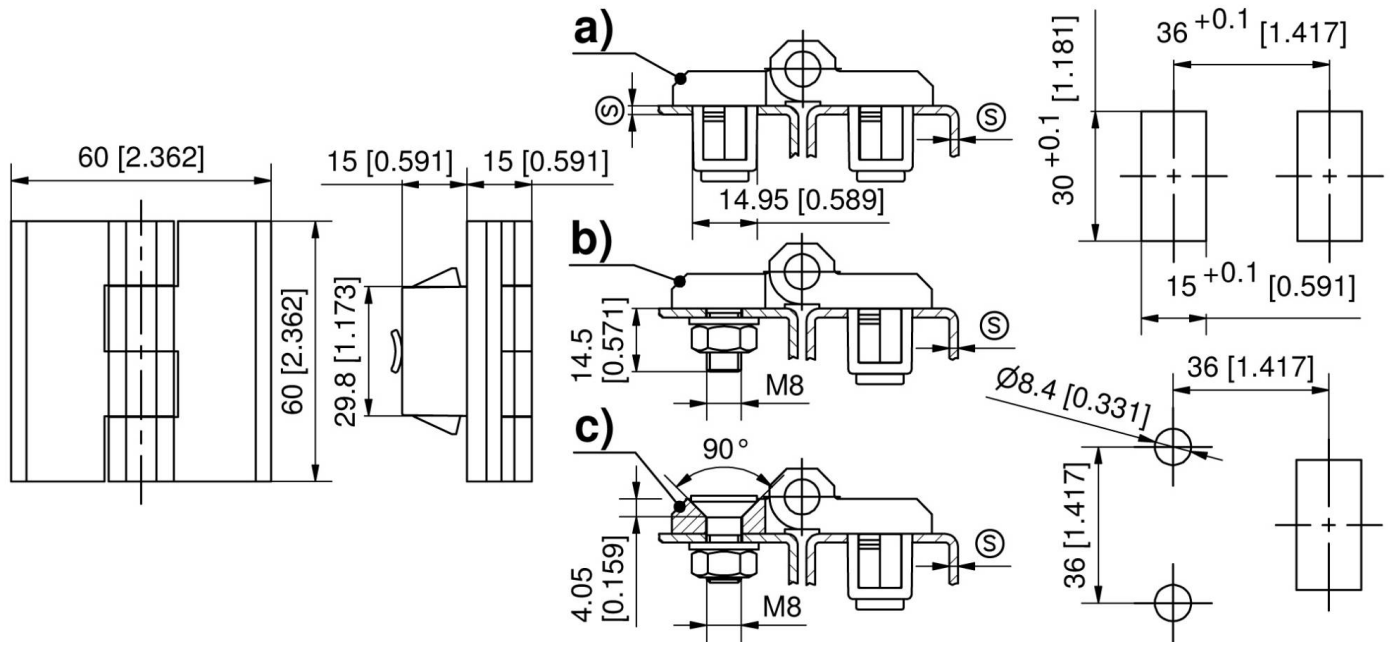 60 [2.362]
60 [2.362]
15 [0.591]
15 [0.591]
29.8 [1.173]
a)
Ⓢ
Ⓢ
14.95 [0.589]
b)
Ⓢ
14.5
[0.571]
M8
c)
90°
Ⓢ
4.05
[0.159]
M8
36 +0.1 [1.417]
30 +0.1 [1.181]
15 +0.1 [0.591]
36 [1.417]
Ø8.4 [0.331]
36 [1.417]